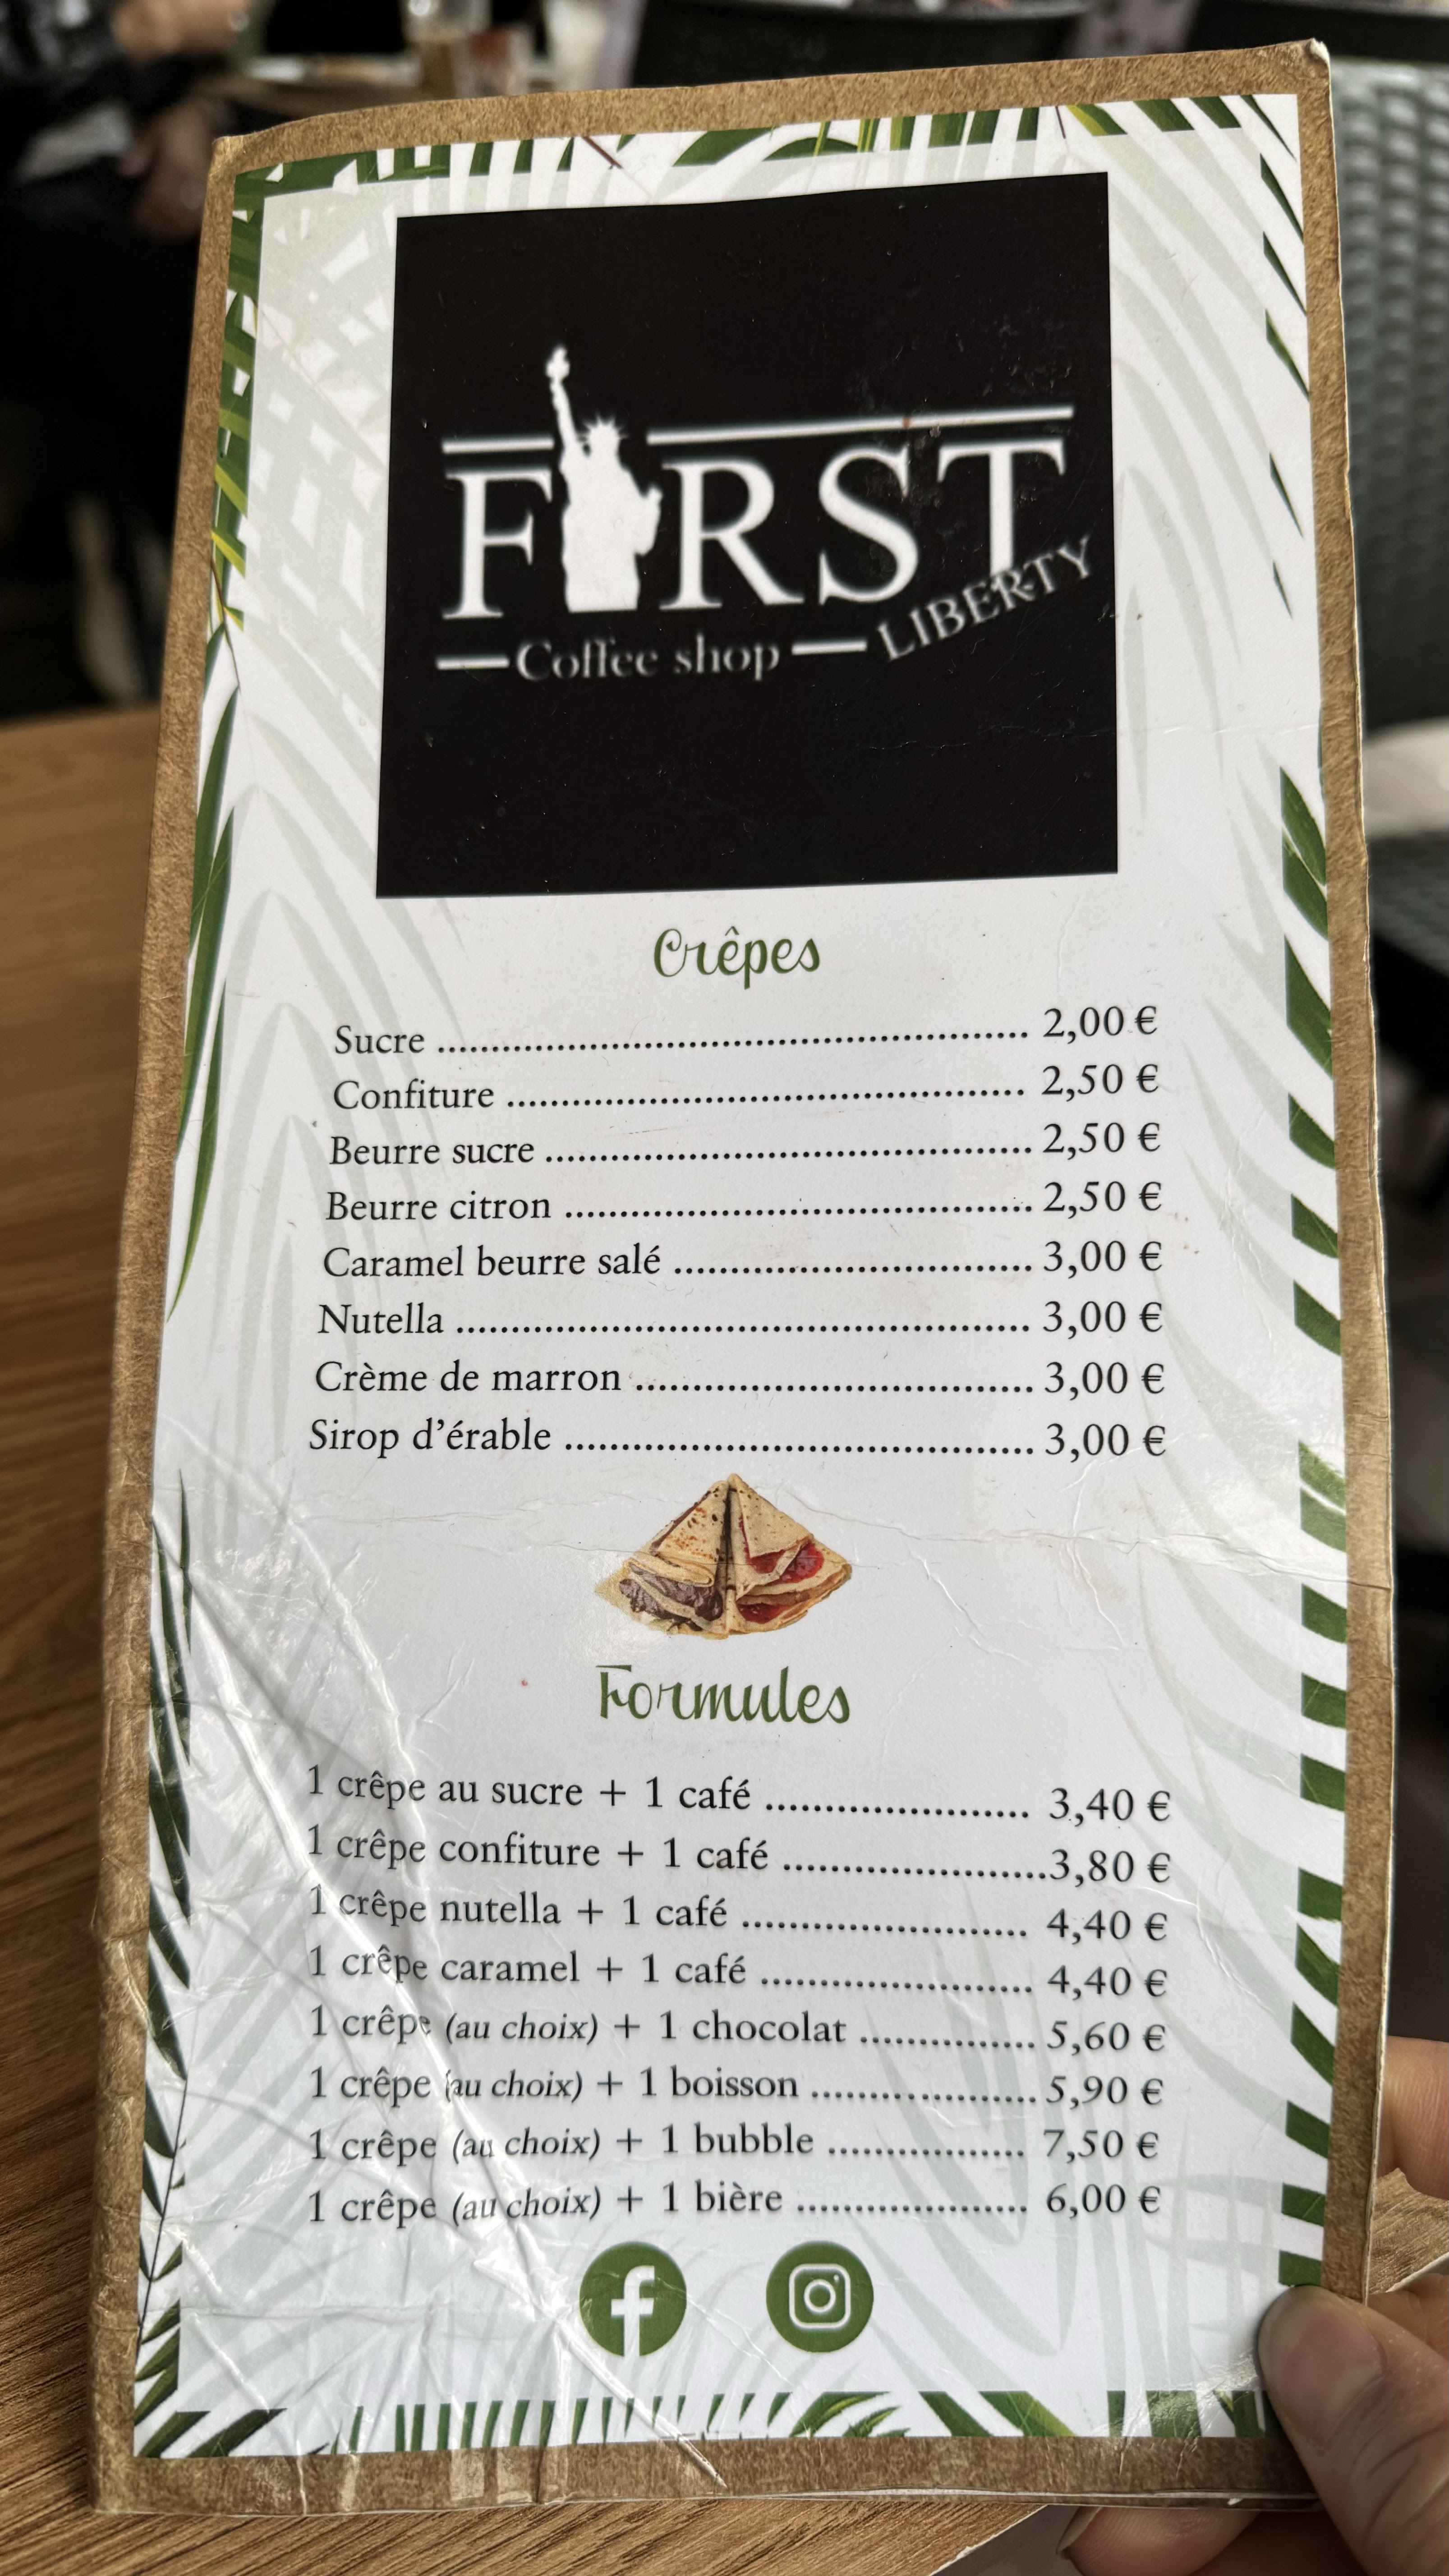 FIRST
Coffee shop LIBERTY
Crêpes
Sucre ........................................................ 2,00 €
Confiture ................................................. 2,50 €
Beurre sucre .............................................. 2,50 €
Beurre citron ............................................ 2,50 €
Caramel beurre salé .................................. 3,00 €
Nutella ...................................................... 3,00 €
Crème de marron ..................................... 3,00 €
Sirop d’érable ............................................ 3,00 €
Formules
1 crêpe au sucre + 1 café ........................ 3,40 €
1 crêpe confiture + 1 café ........................3,80 €
1 crêpe nutella + 1 café .......................... 4,40 €
1 crêpe caramel + 1 café ......................... 4,40 €
1 crêpe (au choix) + 1 chocolat ................ 5,60 €
1 crêpe (au choix) + 1 boisson .................... 5,90 €
1 crêpe (au choix) + 1 bubble .................. 7,50 €
1 crêpe (au choix) + 1 bière ..................... 6,00 €